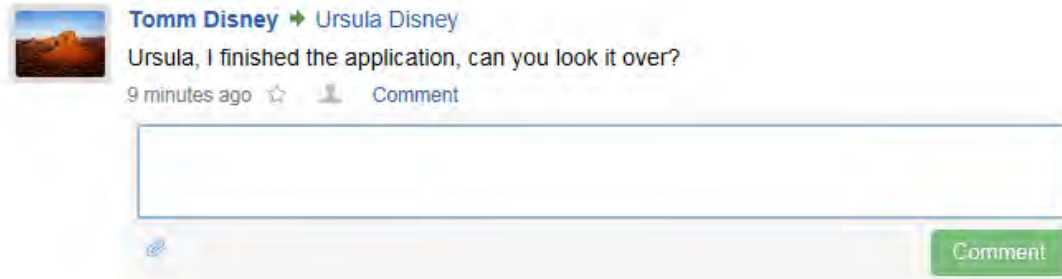 Tomm Disney Ursula Disney
Ursula, I finished the application, can you look it over?
9 minutes ago Comment
Comment